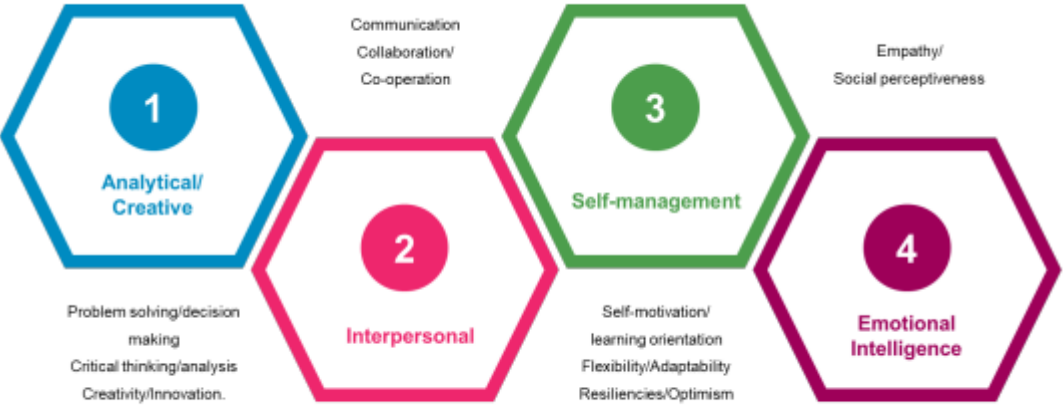 1
Analytical/
Creative
Problem solving/decision
making
Critical thinking/analysis
Creativity/Innovation.
Communication
Collaboration/
Co-operation
2
Interpersonal
3
Self-management
Self-motivation/
learning orientation
Flexibility/Adaptability
Resiliencies/Optimism
Empathy/
Social perceptiveness
4
Emotional
Intelligence